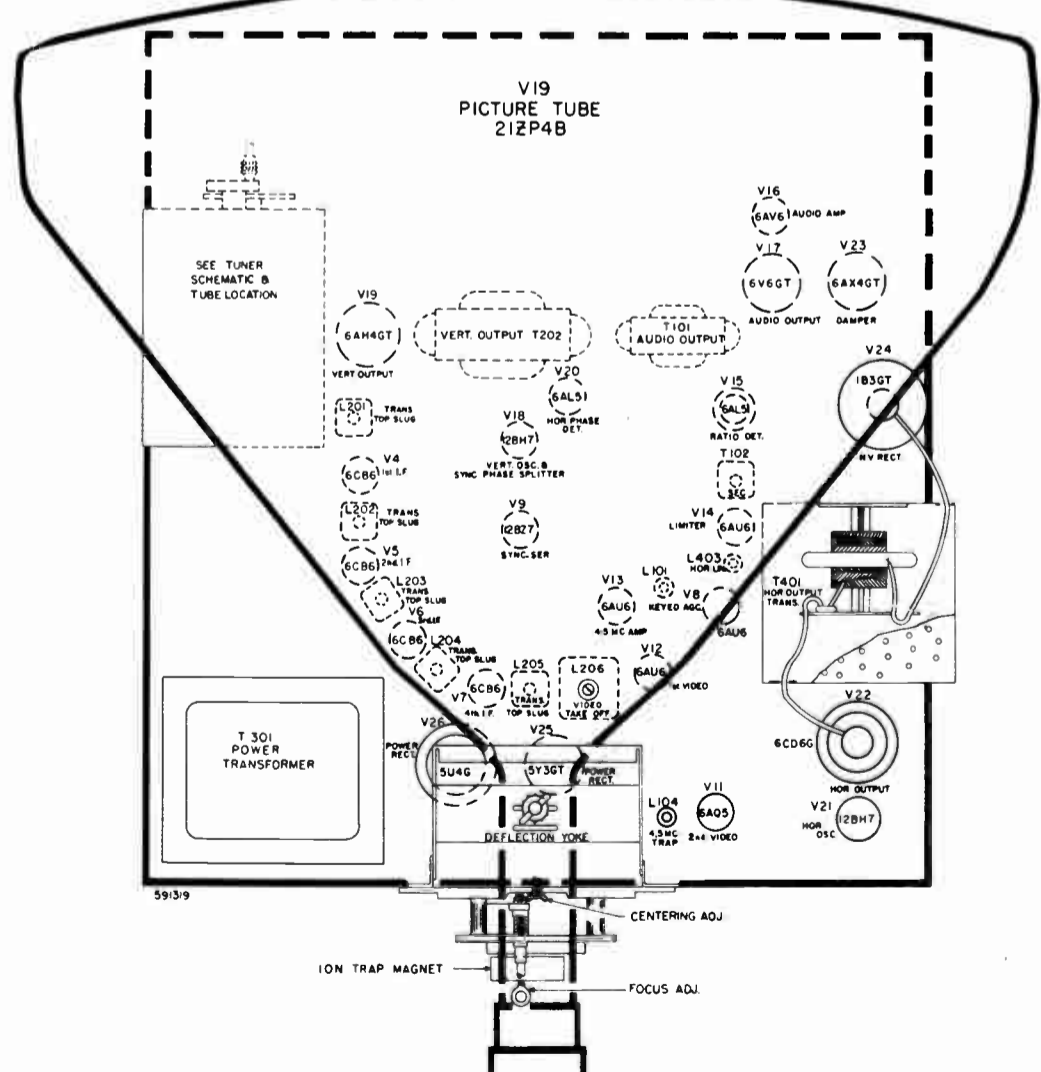 V19
PICTURE TUBE
21ZP4B
V16
6AV6 AUDIO AMP
SEE TUNER
SCHEMATIC &
TUBE LOCATION
V17
6V6GT
AUDIO OUTPUT
V23
6AX4GT
DAMPER
V19
6AH4GT
VERT OUTPUT
VERT. OUTPUT T202
T101
AUDIO OUTPUT
V24
1B3GT
HV RECT.
V20
6AL5
HOR PHASE
DET.
V15
6AL5
RATIO DET.
L201
TRANS
TOP SLUG
V18
12BH7
VERT. OSC. &
SYNC PHASE SPLITTER
T102
SEC
V4
6CB6 1st I.F
L202
TRANS
TOP SLUG
V9
12BZ7
SYNC. SER
V14
LIMITER 6AU6
V5
6CB6 2nd I F
L403
HOR LIN
L203
TRANS
TOP SLUG
V13
6AU6
4.5 MC AMP
L101
KEYED AGC
V8
6AU6
T401
HOR OUTPUT
TRANS.
V6
6CB6
L204
TRANS.
TOP SLUG
V7
6CB6
4th I.F.
L205
TRANS.
TOP SLUG
L206
VIDEO
TAKE OFF
V12
6AU6
1st VIDEO
T 301
POWER
TRANSFORMER
V26
POWER
RECT.
5U4G
V25
5Y3GT
POWER
RECT.
V22
6CD6G
HOR OUTPUT
DEFLECTION YOKE
L104
4.5 MC
TRAP
V11
6AQ5
2nd VIDEO
V21
HOR
OSC
12BH7
591319
CENTERING ADJ
ION TRAP MAGNET
FOCUS ADJ.